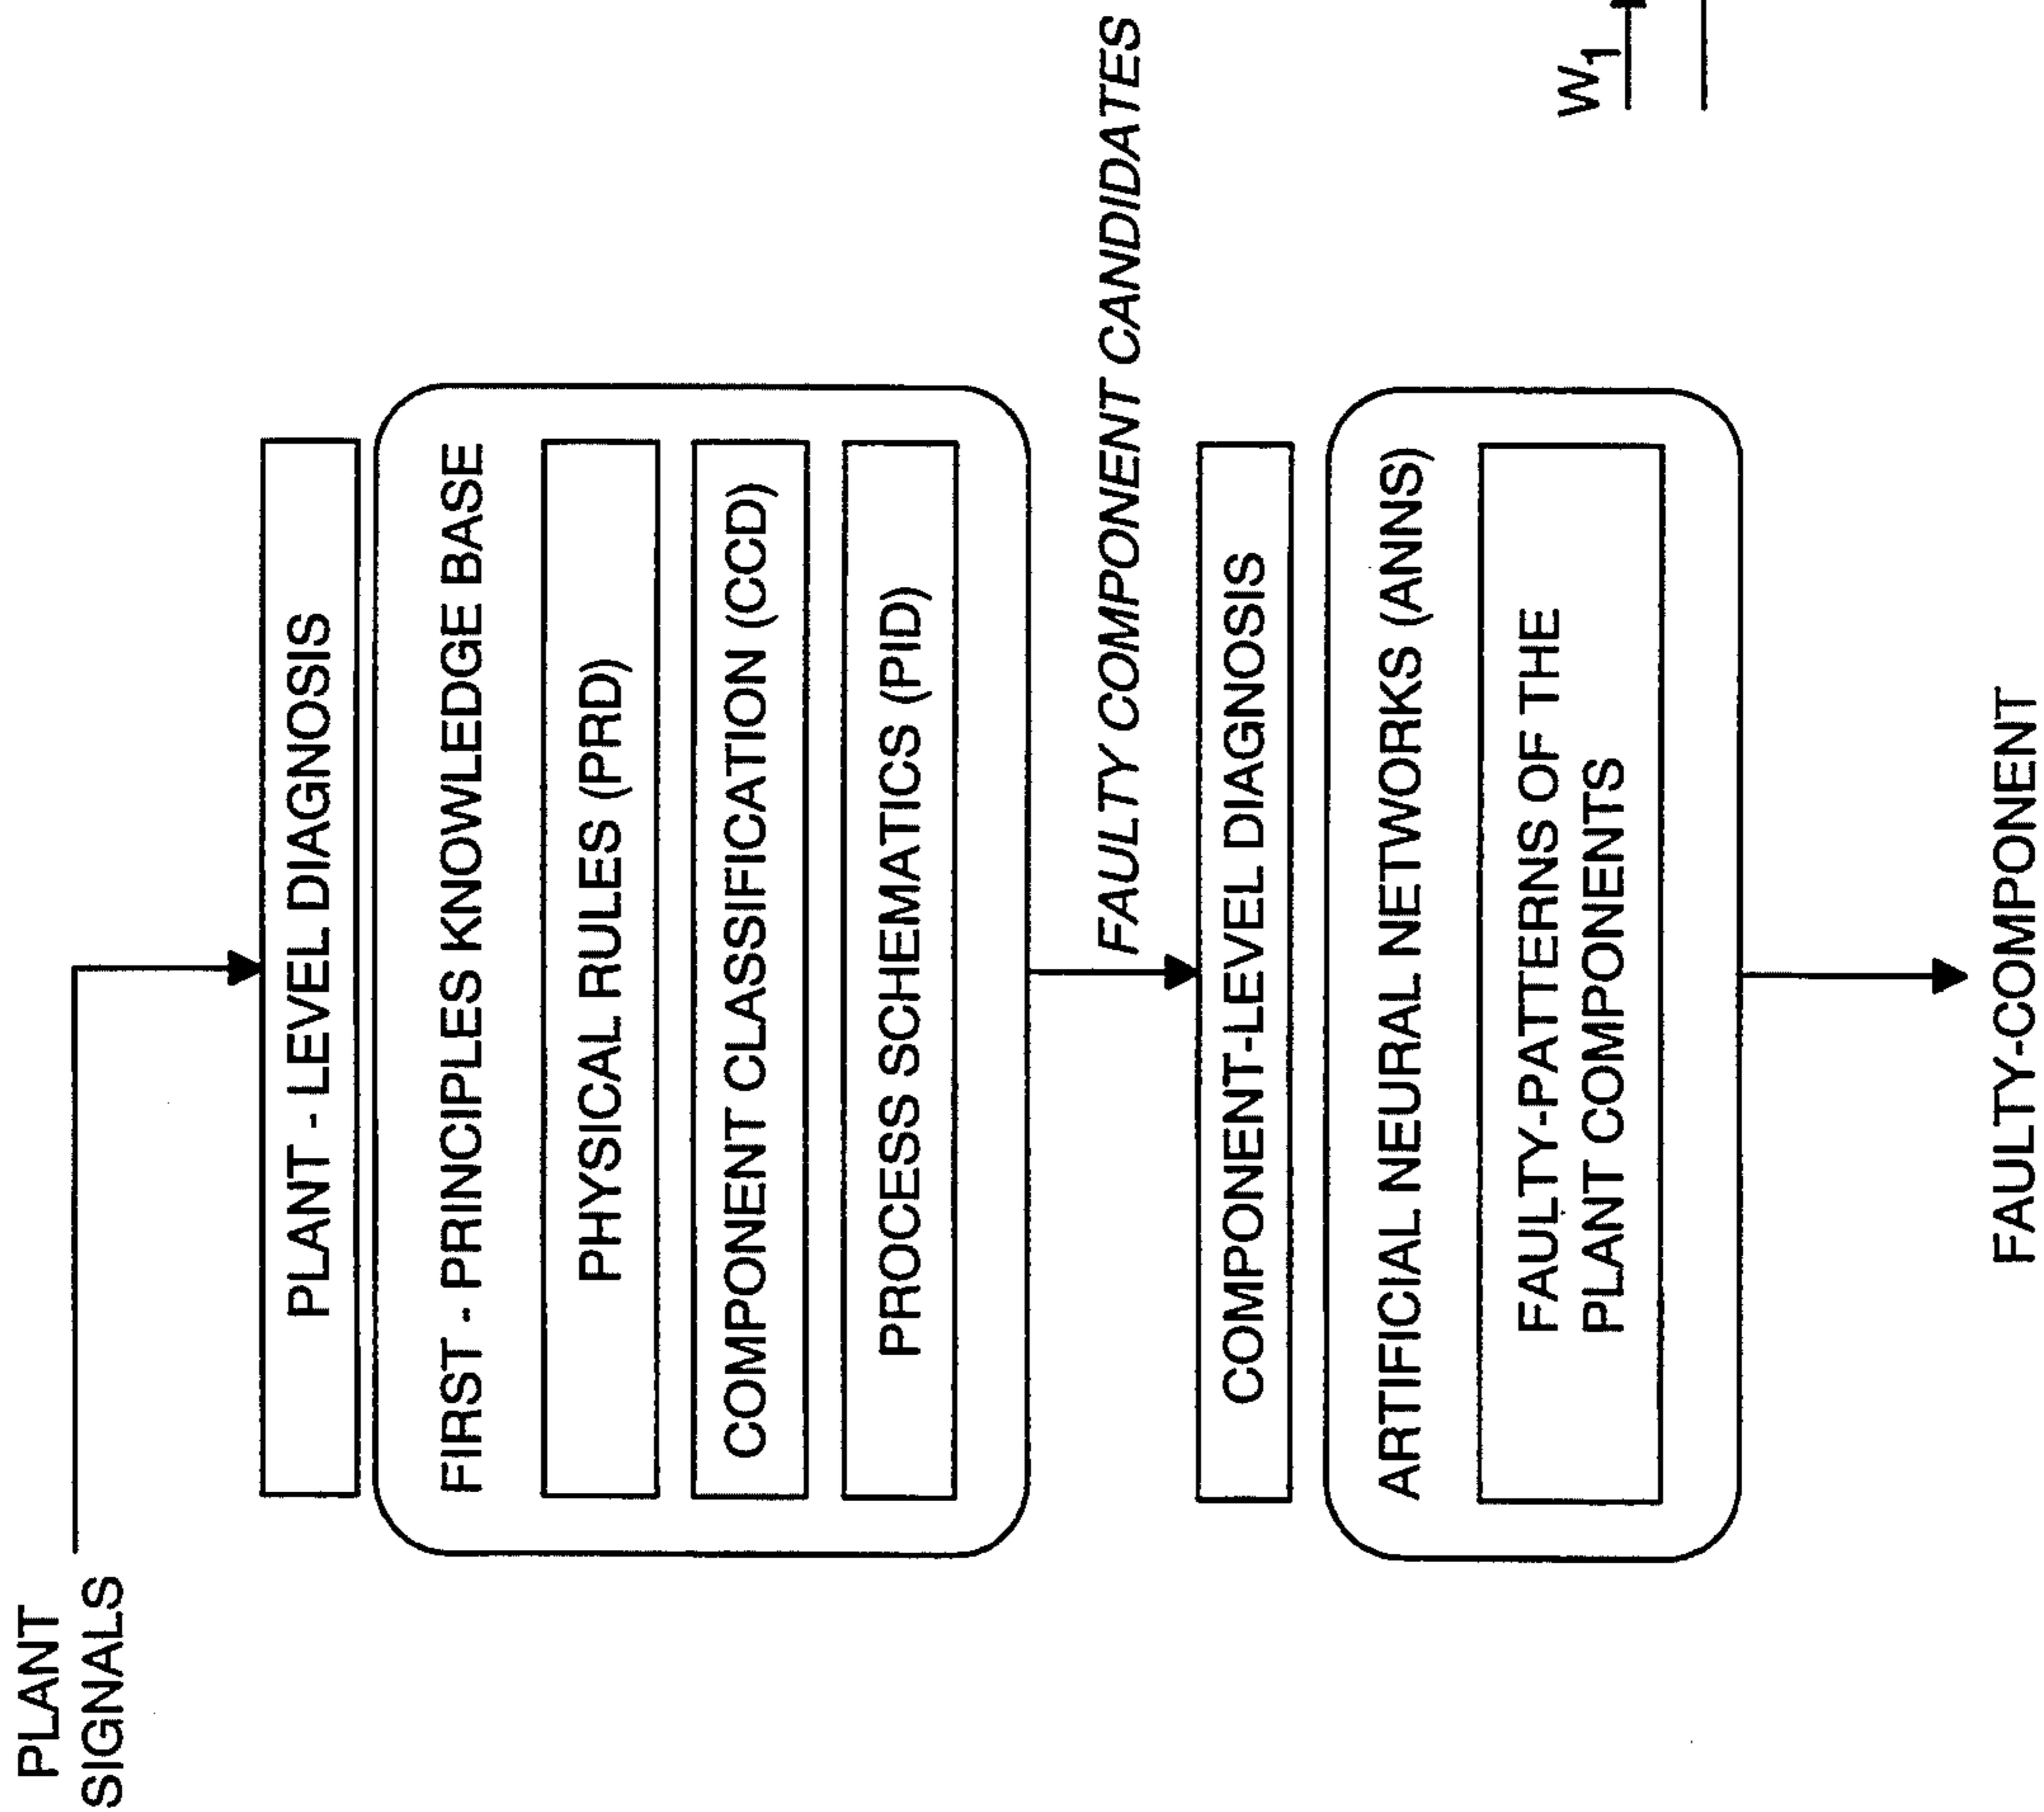 PLANT
SIGNALS
PLANT - LEVEL DIAGNOSIS
FIRST - PRINCIPLES KNOWLEDGE BASE
PHYSICAL RULES (PRD)
COMPONENT CLASSIFICATION (CCD)
PROCESS SCHEMATICS (PID)
FAULTY COMPONENT CANDIDATES
COMPONENT-LEVEL DIAGNOSIS
ARTIFICIAL NEURAL NETWORKS (ANNS)
FAULTY-PATTERNS OF THE
PLANT COMPONENTS
FAULTY-COMPONENT
W1